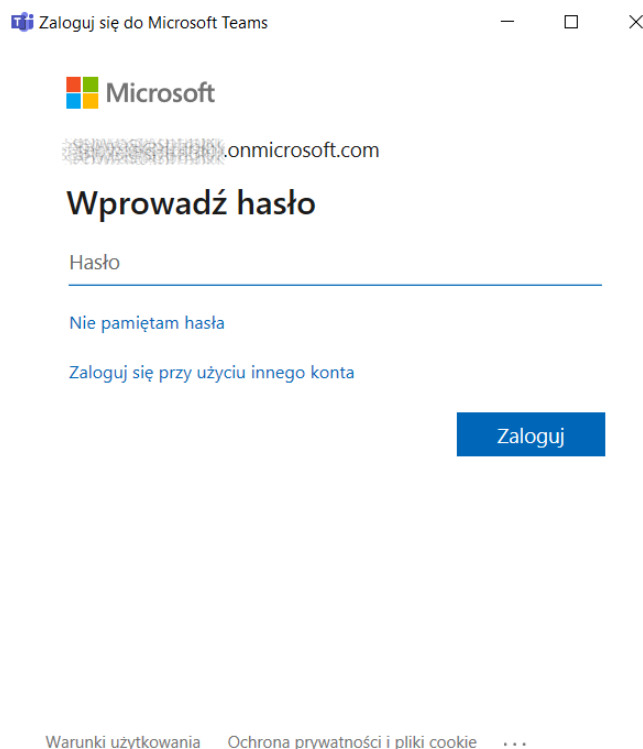 Zaloguj się do Microsoft Teams
Microsoft
.onmicrosoft.com
Wprowadź hasło
Hasło
Nie pamiętam hasła
Zaloguj się przy użyciu innego konta
Zaloguj
Warunki użytkowania Ochrona prywatności i pliki cookie ...